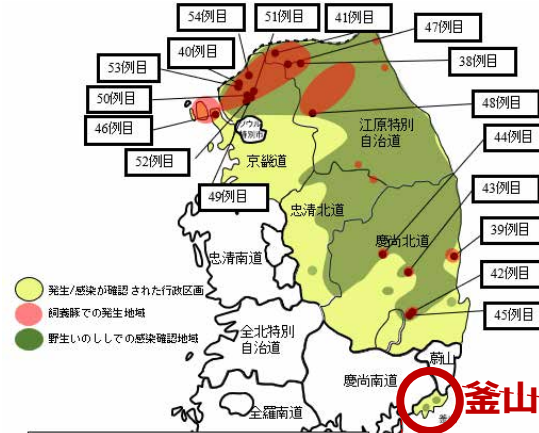 54例目
51例目
41例目
47例目
40例目
53例目
38例目
50例目
48例目
46例目
ソウル
特別市
江原特別
自治道
44例目
52例目
京畿道
43例目
49例目
忠清北道
慶尚北道
39例目
忠清南道
42例目
発生/感染が確認された行政区画
飼養豚での発生地域
45例目
野生いのししでの感染確認地域
全北特別
自治道
蔚山
慶尚南道
釜山
全羅南道